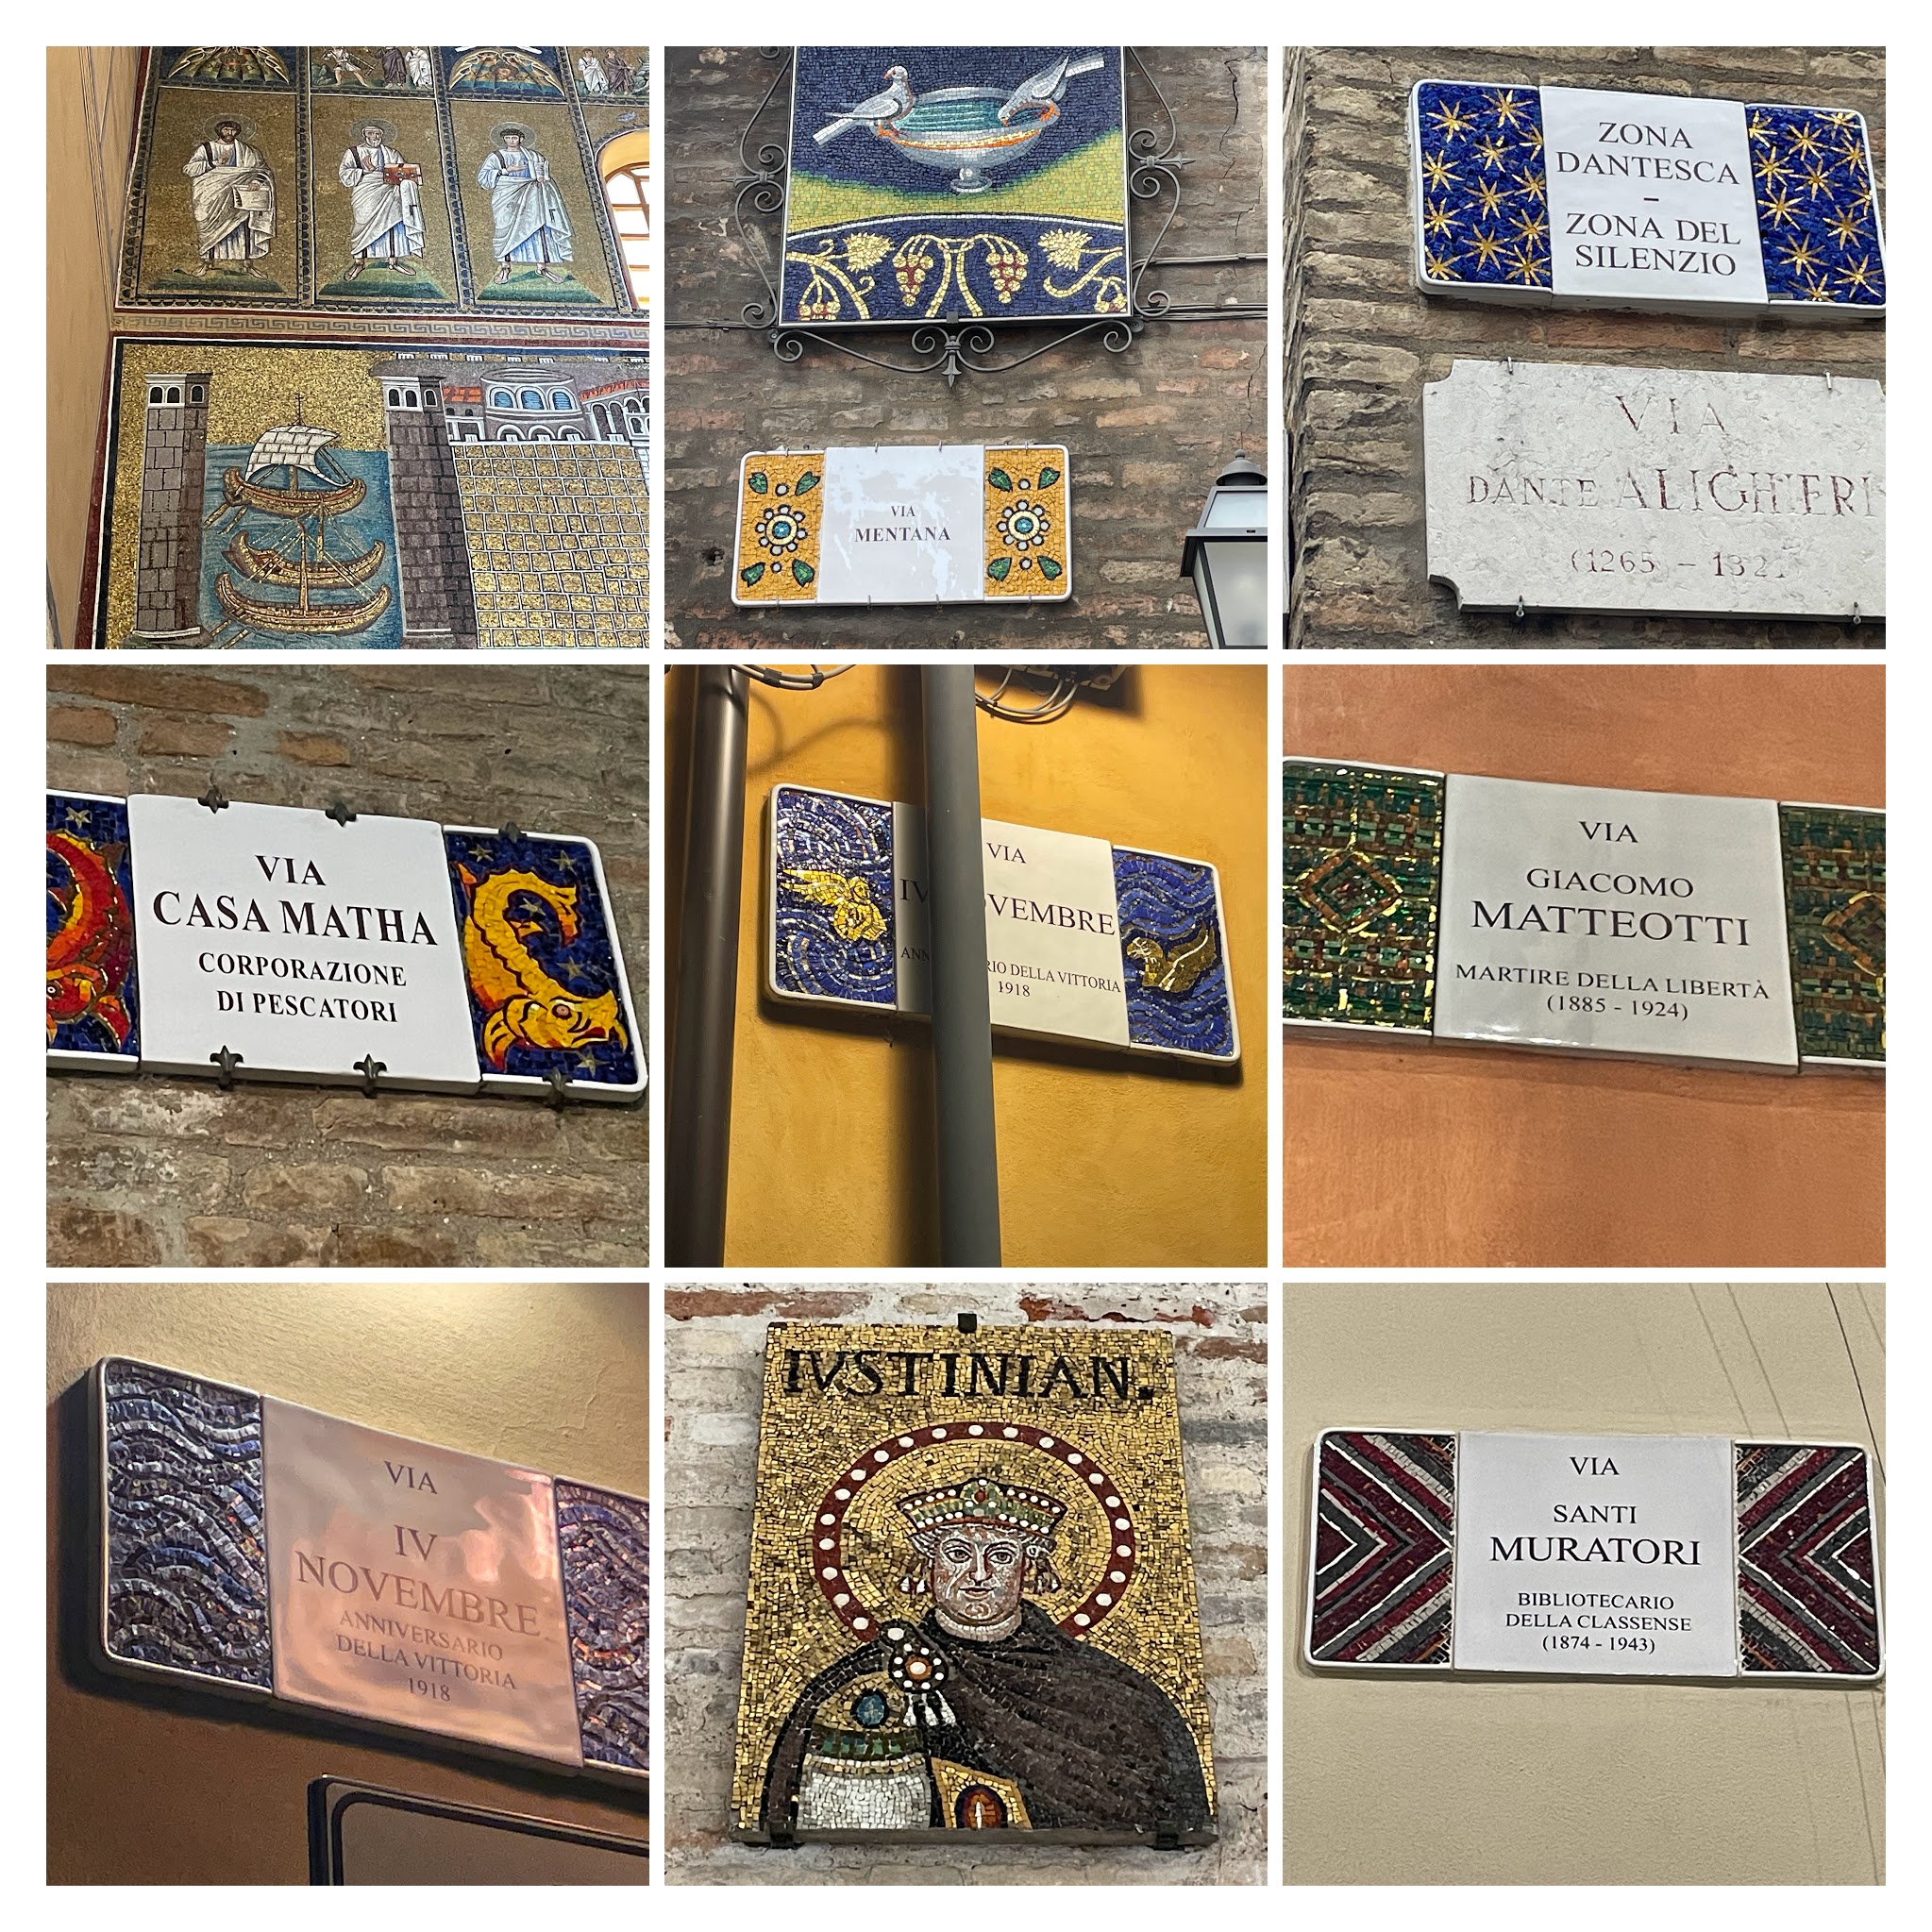 VIA
MENTANA
ZONA
DANTESCA
-
ZONA DEL
SILENZIO
VIA
DANTE ALIGHIERI
(1265 - 1321
VIA
CASA MATHA
CORPORAZIONE
DI PESCATORI
VIA
IV VEMBRE
ANN RIO DELLA VITTORIA
1918
VIA
GIACOMO
MATTEOTTI
MARTIRE DELLA LIBERTÀ
(1885 - 1924)
VIA
IV
NOVEMBRE
ANNIVERSARIO
DELLA VITTORIA
1918
IVSTINIAN.
VIA
SANTI
MURATORI
BIBLIOTECARIO
DELLA CLASSENSE
(1874 - 1943)